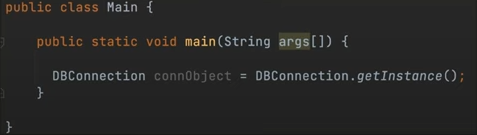 public class Main {
public static void main(String args[]) {
DBConnection connObject = DBConnection.getInstance();
}
}